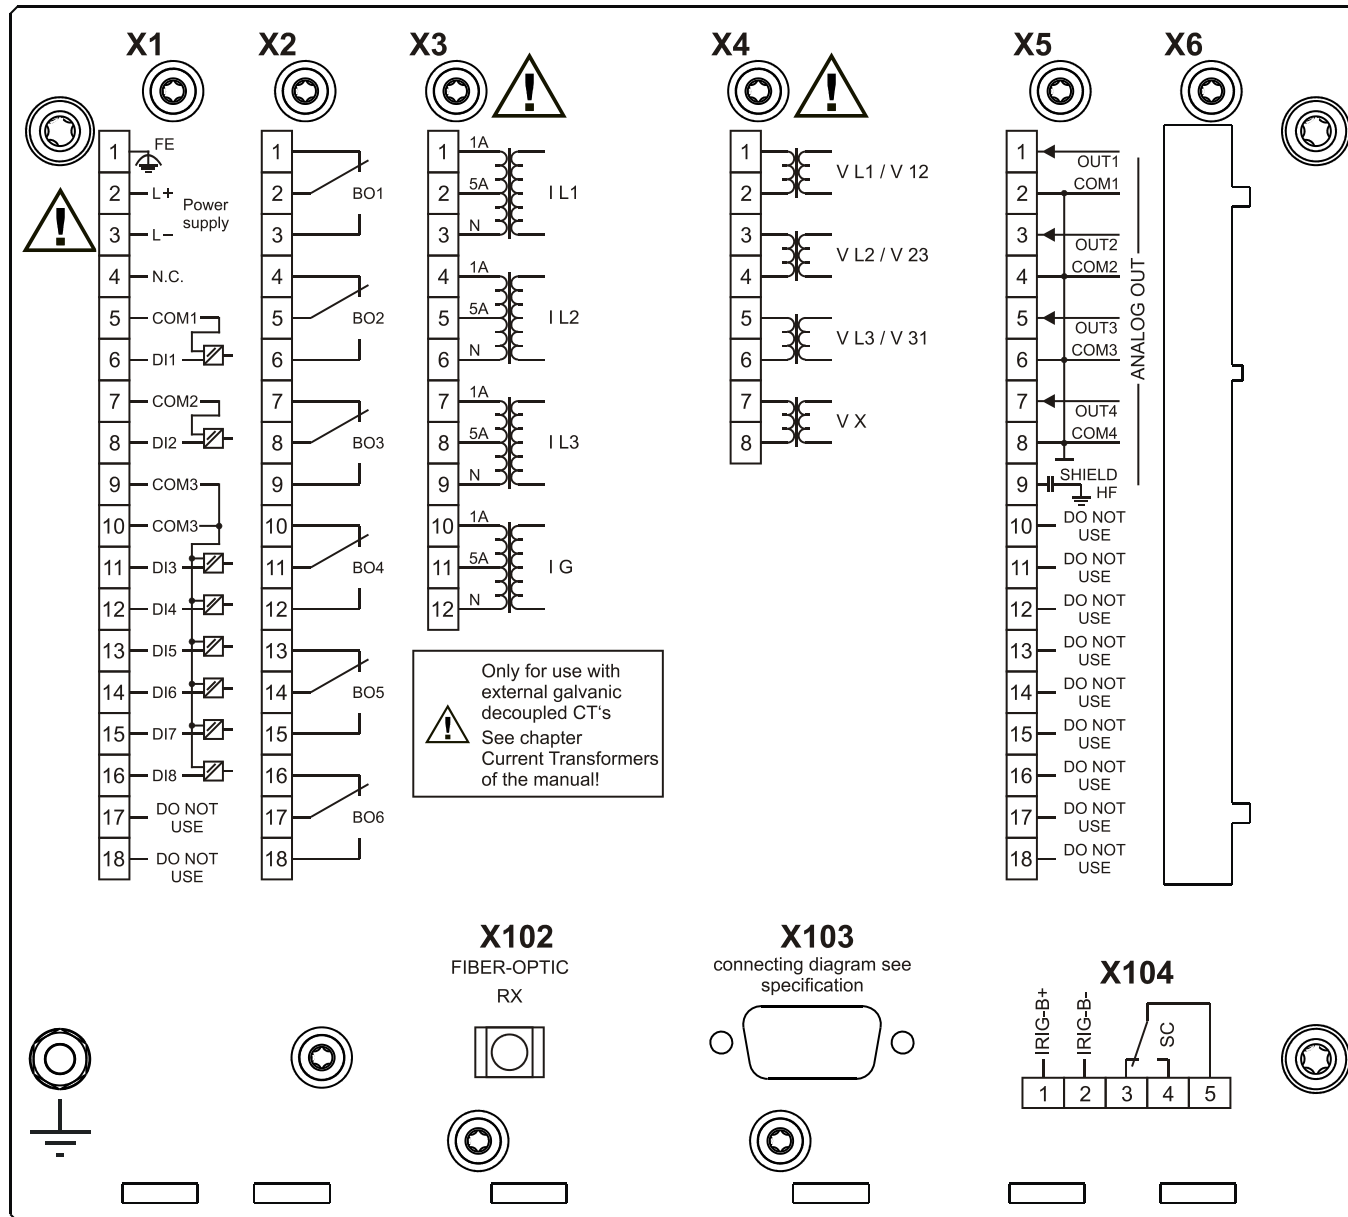 X1
X2
X3
X4
X5
X6
1 FE
2 L+
Power
supply
3 L−
4 N.C.
5 COM1
6 DI1
7 COM2
8 DI2
9 COM3
10 COM3
11 DI3
12 DI4
13 DI5
14 DI6
15 DI7
16 DI8
17 DO NOT
USE
18 DO NOT
USE
1
2 BO1
3
4
5 BO2
6
7
8 BO3
9
10
11 BO4
12
13
14 BO5
15
16
17 BO6
18
1 1A
2 5A I L1
3 N
4 1A
5 5A I L2
6 N
7 1A
8 5A I L3
9 N
10 1A
11 5A I G
12 N
Only for use with
external galvanic
decoupled CT's
See chapter
Current Transformers
of the manual!
1
V L1 / V 12
2
3
V L2 / V 23
4
5
V L3 / V 31
6
7
V X
8
1 OUT1
2 COM1
3 OUT2
4 COM2
5 OUT3
6 COM3
7 OUT4
8 COM4
ANALOG OUT
9 SHIELD
HF
10 DO NOT
USE
11 DO NOT
USE
12 DO NOT
USE
13 DO NOT
USE
14 DO NOT
USE
15 DO NOT
USE
16 DO NOT
USE
17 DO NOT
USE
18 DO NOT
USE
X102
FIBER-OPTIC
RX
X103
connecting diagram see
specification
X104
IRIG-B+
IRIG-B-
SC
1 2 3 4 5